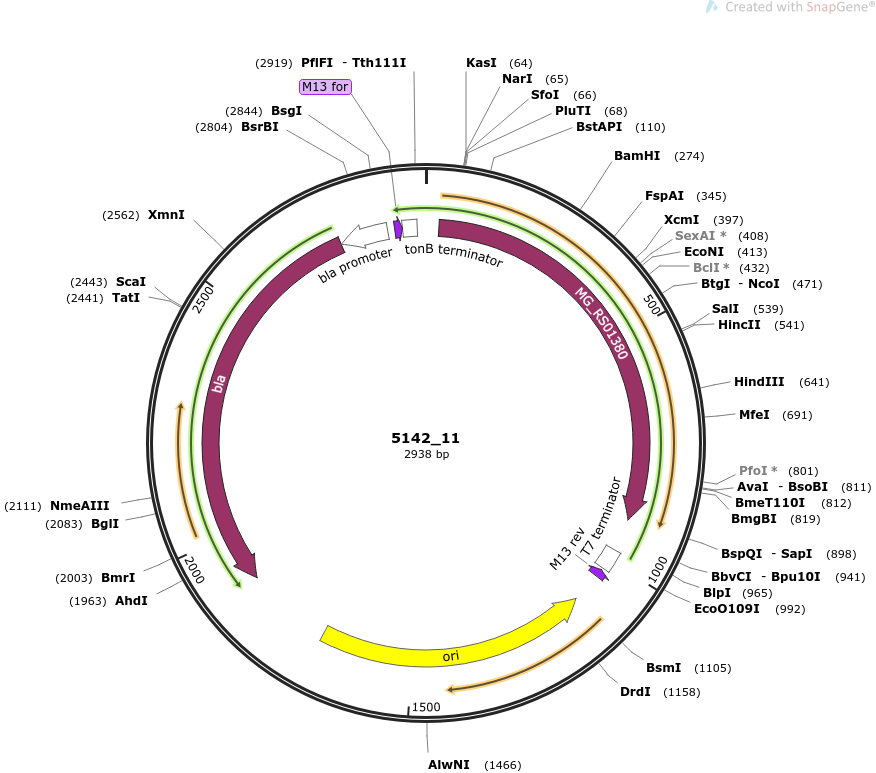 Created with SnapGene®
(2919) PflFI - Tth111I
M13 for
(2844) BsgI
(2804) BsrBI
(2562) XmnI
(2443) ScaI
(2441) TatI
(2111) NmeAIII
(2083) BglI
(2003) BmrI
(1963) AhdI
KasI (64)
NarI (65)
SfoI (66)
PluTI (68)
BstAPI (110)
BamHI (274)
FspAI (345)
XcmI (397)
SexAI * (408)
EcoNI (413)
BclI * (432)
BtgI - NcoI (471)
SalI (539)
HincII (541)
HindIII (641)
MfeI (691)
PfoI * (801)
AvaI - BsoBI (811)
BmeT110I (812)
BmgBI (819)
BspQI - SapI (898)
BbvCI - Bpu10I (941)
BlpI (965)
EcoO109I (992)
BsmI (1105)
DrdI (1158)
AlwNI (1466)
500
1000
1500
2000
2500
bla promoter
tonB terminator
MG_RS01380
bla
T7 terminator
M13 rev
ori
5142_11
2938 bp